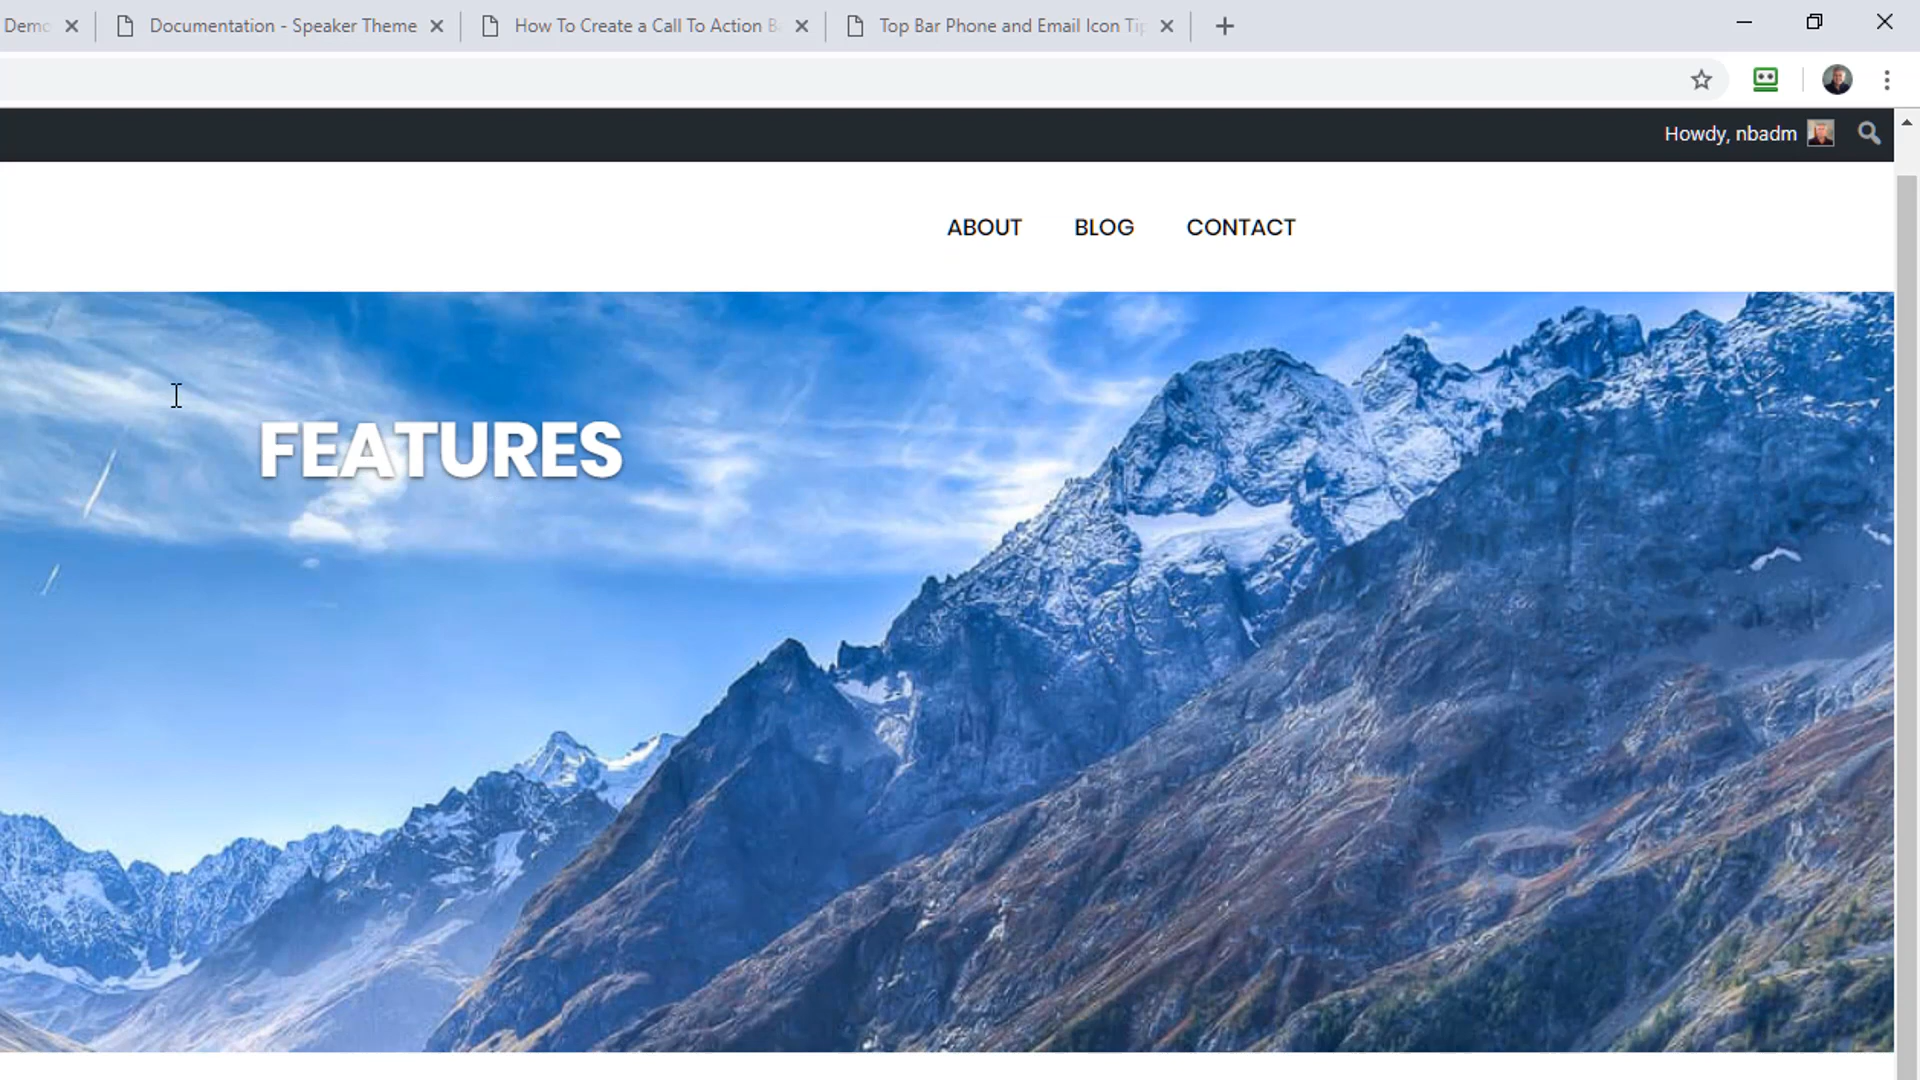 Demo
Documentation - Speaker Theme
How To Create a Call To Action B
Top Bar Phone and Email Icon Ti
Howdy, nbadm
ABOUT BLOG CONTACT
FEATURES